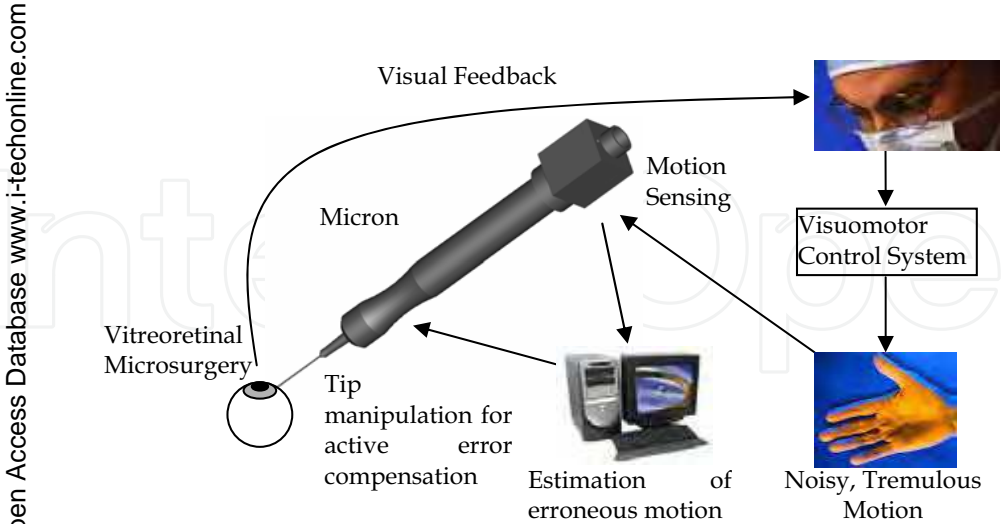 pen Access Database www.i-techonline.com
Visual Feedback
Motion
Sensing
Micron
Visuomotor
Control System
Vitreoretinal
Microsurgery
Tip
manipulation for
active error
compensation
Estimation of
erroneous motion
Noisy, Tremulous
Motion